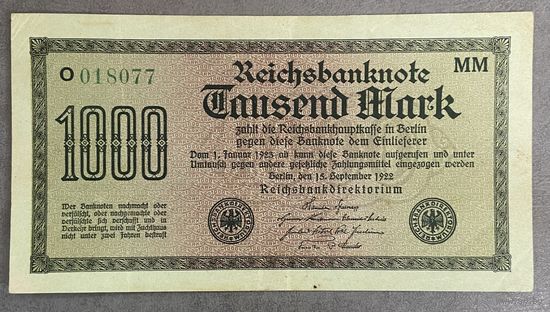 O 018077
MM
Reichsbanknote
Tausend Mark
1000
zahlt die Reichsbankhauptkasse in Berlin
gegen diese Banknote dem Einlieferer
Vom 1. Januar 1923 ab kann diese Banknote aufgerufen und unter
Umtausch gegen andere gesetzliche Zahlungsmittel eingezogen werden
Berlin, den 15. September 1922
Reichsbankdirektorium
Wer Banknoten nachmacht oder
verfälscht, oder nachgemachte oder
verfälschte sich verschafft und in
Verkehr bringt, wird mit Zuchthaus
nicht unter zwei Jahren bestraft